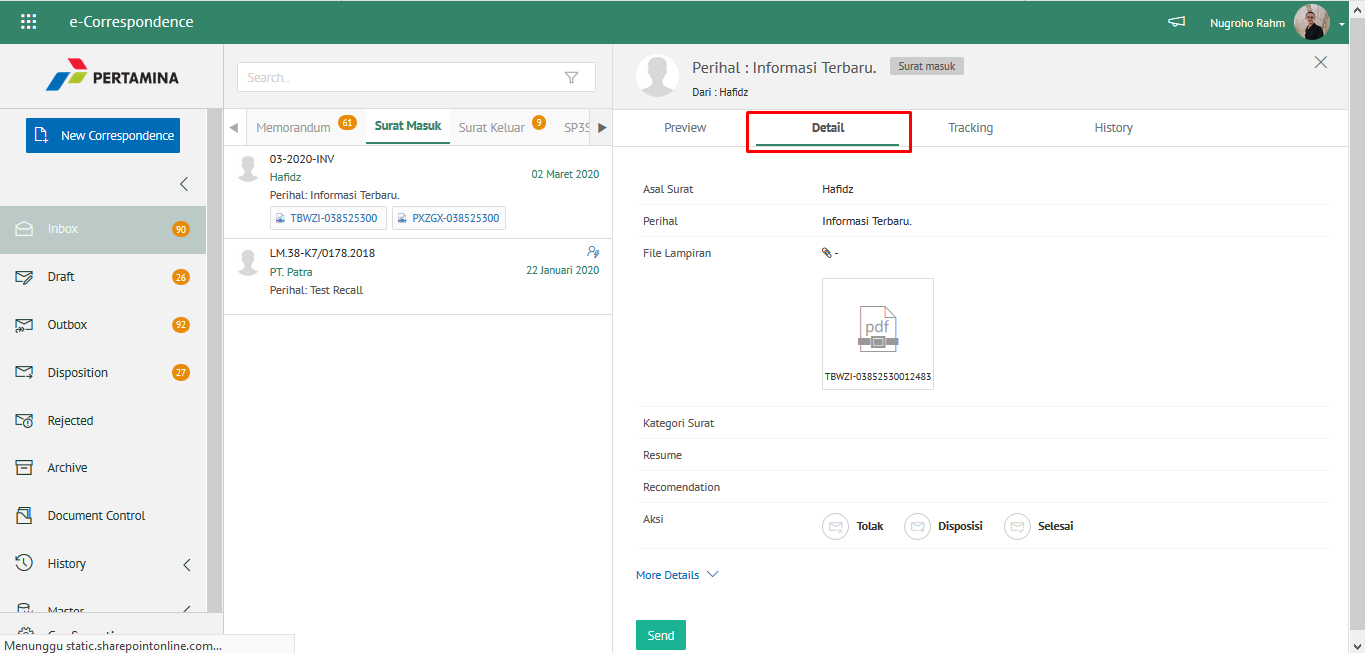 e-Correspondence
Nugroho Rahm
PERTAMINA
New Correspondence
Inbox 90
Draft 26
Outbox 92
Disposition 27
Rejected
Archive
Document Control
History
Master
Menunggu static.sharepointonline.com...
Search..
Memorandum 61 Surat Masuk Surat Keluar 9 SP3S
03-2020-INV
Hafidz 02 Maret 2020
Perihal: Informasi Terbaru.
TBWZI-038525300 PXZGX-038525300
LM.38-K7/0178.2018
PT. Patra 22 Januari 2020
Perihal: Test Recall
Perihal : Informasi Terbaru. Surat masuk
Dari : Hafidz
Preview Detail Tracking History
Asal Surat Hafidz
Perihal Informasi Terbaru.
File Lampiran -
pdf
TBWZI-03852530012483
Kategori Surat
Resume
Recomendation
Aksi Tolak Disposisi Selesai
More Details
Send